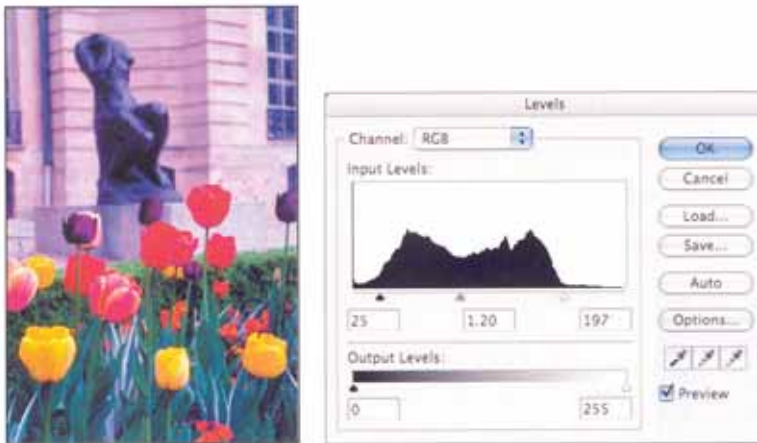 Levels
Channel: RGB
Input Levels:
25 1.20 197
Output Levels:
0 255
OK
Cancel
Load...
Save...
Auto
Options...
Preview